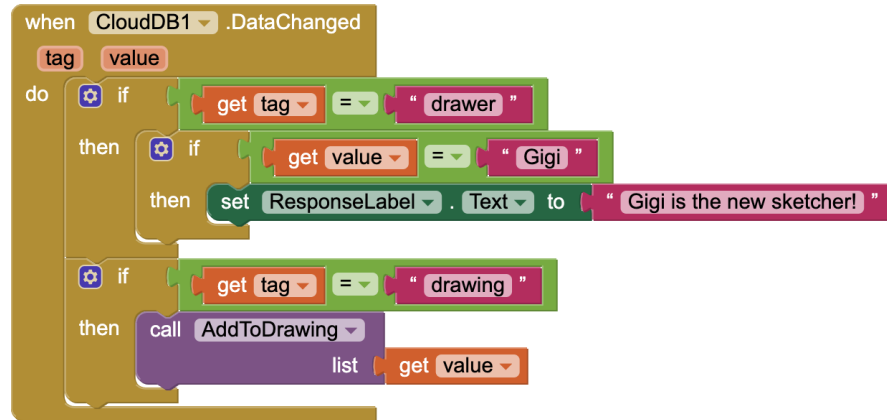 when CloudDB1 .DataChanged
tag value
do if get tag = “ drawer ”
then if get value = “ Gigi ”
then set ResponseLabel . Text to “ Gigi is the new sketcher! ”
if get tag = “ drawing ”
then call AddToDrawing
list get value